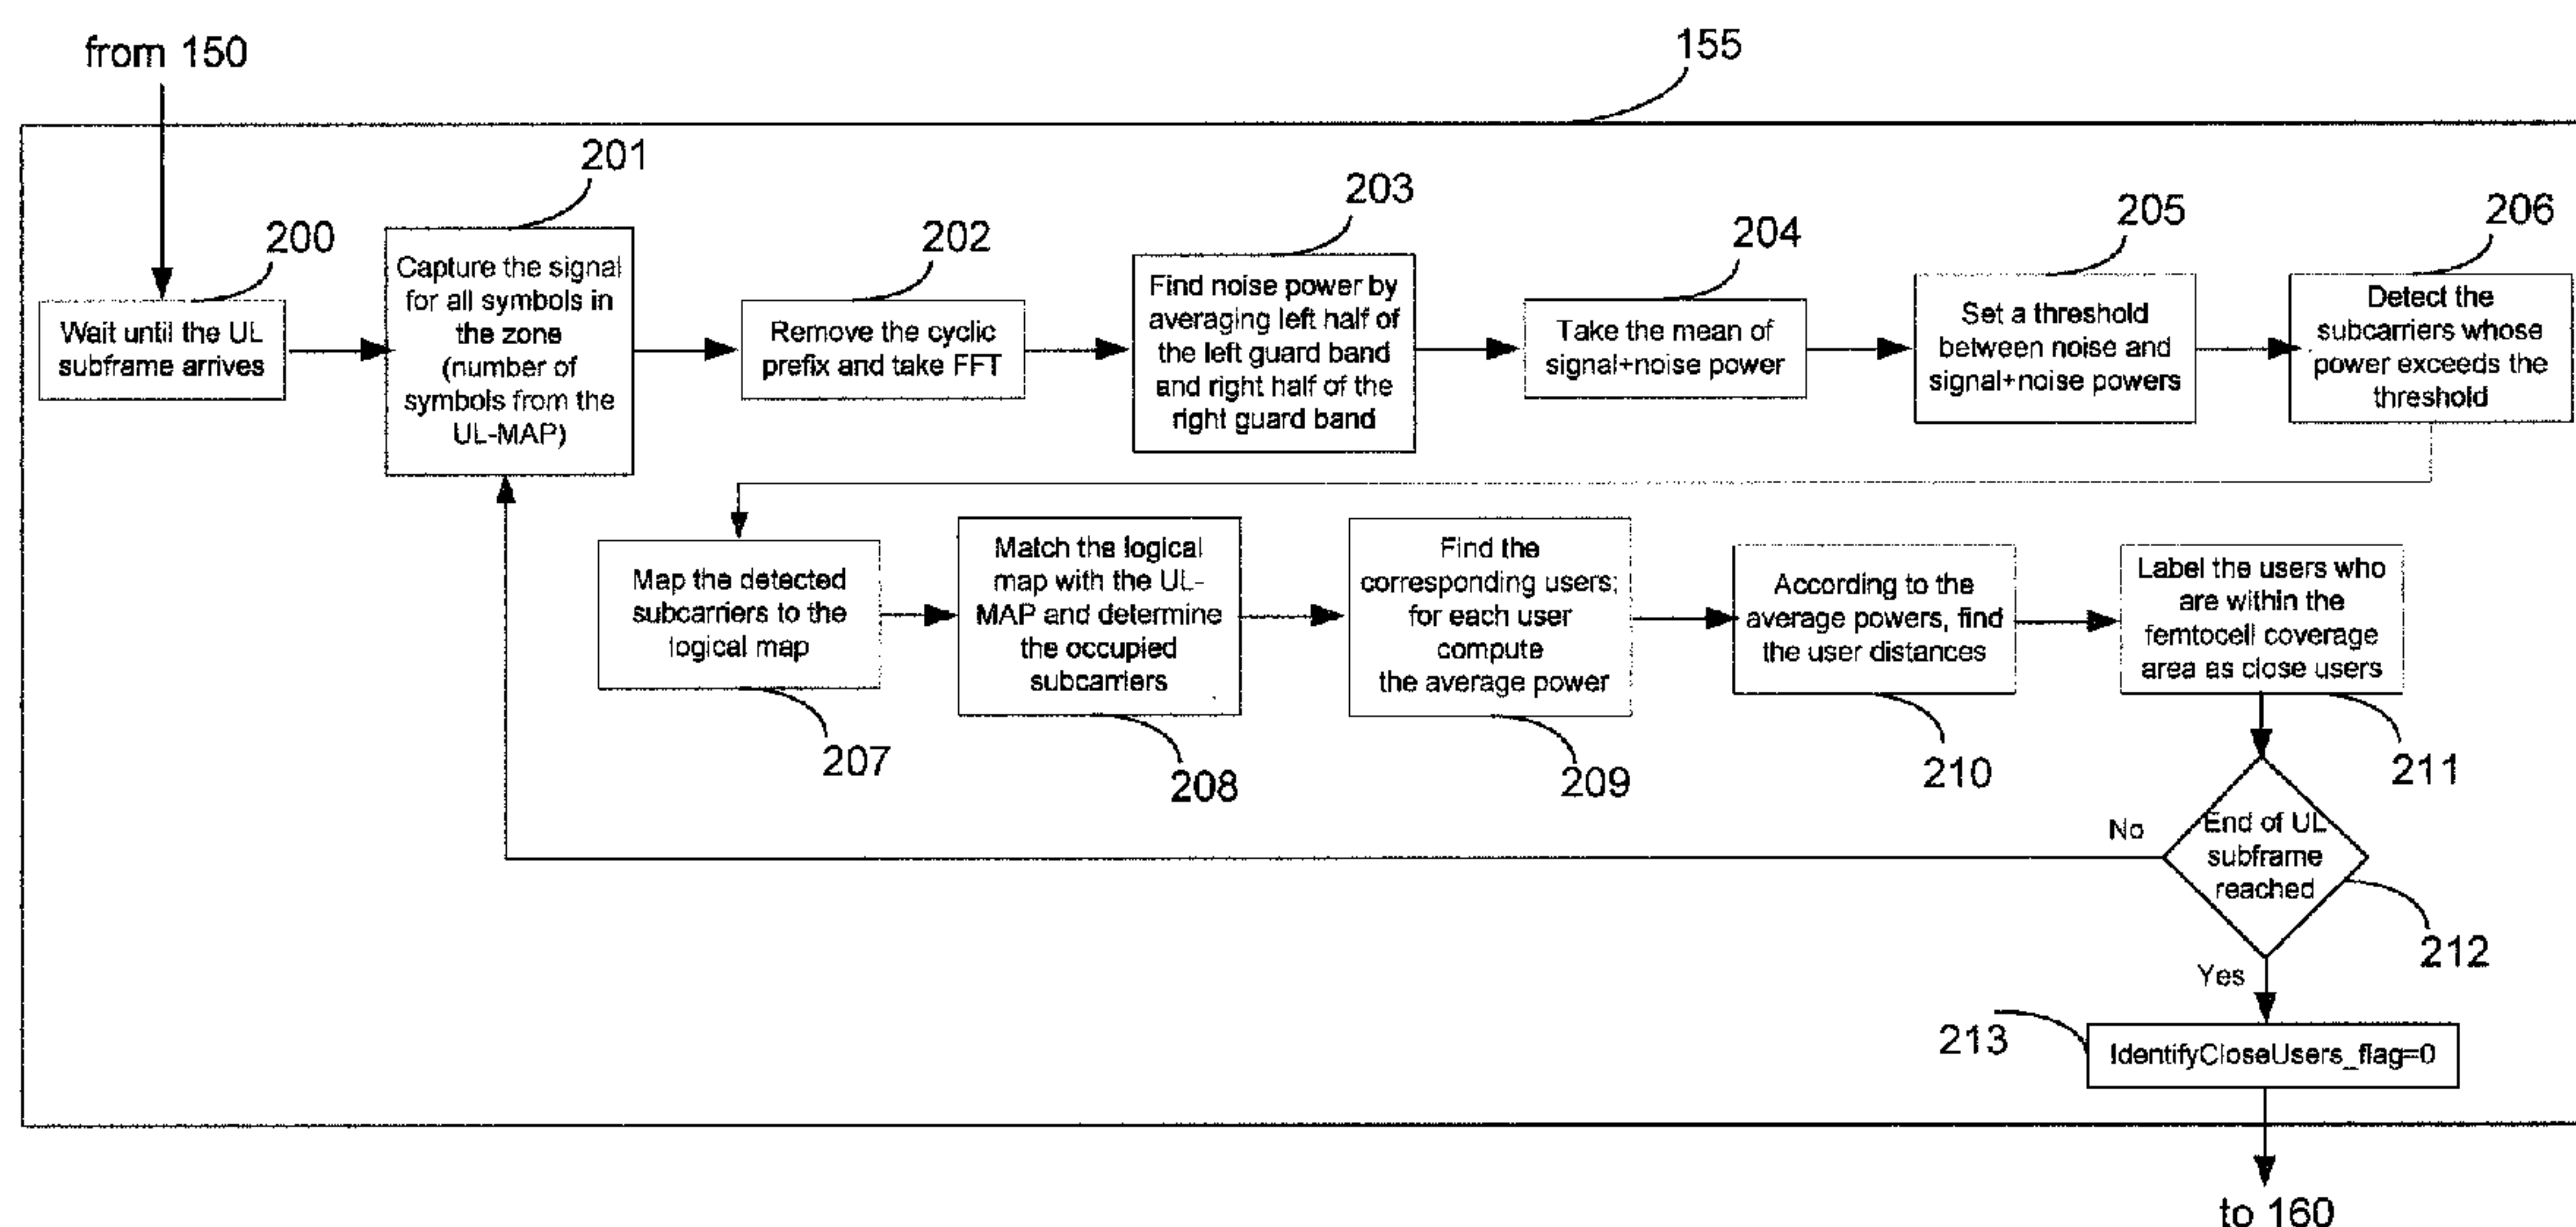 from 150
155
200
Wait until the UL
subframe arrives
201
Capture the signal
for all symbols in
the zone
(number of
symbols from the
UL-MAP)
202
Remove the cyclic
prefix and take FFT
203
Find noise power by
averaging left half of
the left guard band
and right half of the
right guard band
204
Take the mean of
signal+noise power
205
Set a threshold
between noise and
signal+noise powers
206
Detect the
subcarriers whose
power exceeds the
threshold
Map the detected
subcarriers to the
logical map
207
Match the logical
map with the UL-
MAP and determine
the occupied
subcarriers
208
Find the
corresponding users;
for each user
compute
the average power
209
According to the
average powers, find
the user distances
210
Label the users who
are within the
femtocell coverage
area as close users
211
No
End of UL
subframe
reached
212
Yes
213
IdentifyCloseUsers_flag=0
to 160